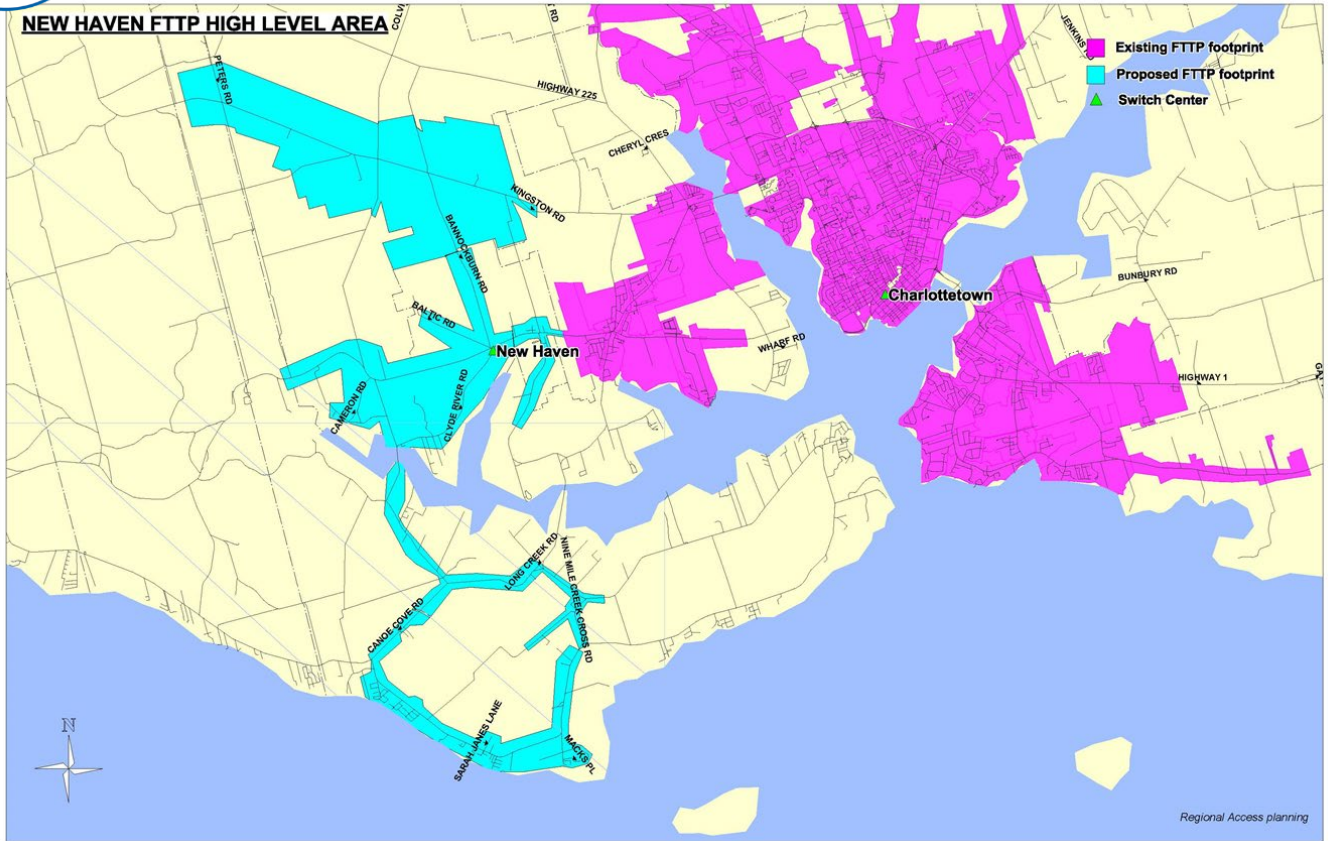 NEW HAVEN FTTP HIGH LEVEL AREA
PETERS RD
HIGHWAY 225
JENKINS RD
Existing FTTP footprint
Proposed FTTP footprint
Switch Center
CHERYL CRES
KINGSTON RD
BANNOCKBURN RD
BALTIC RD
New Haven
Charlottetown
BUNBURY RD
WHARF RD
HIGHWAY 1
CAMERON RD
CLYDE RIVER RD
LONG CREEK RD
NINE MILE CREEK CROSS RD
CANOE COVE RD
SARAH JANES LANE
MACKS PL
N
Regional Access planning